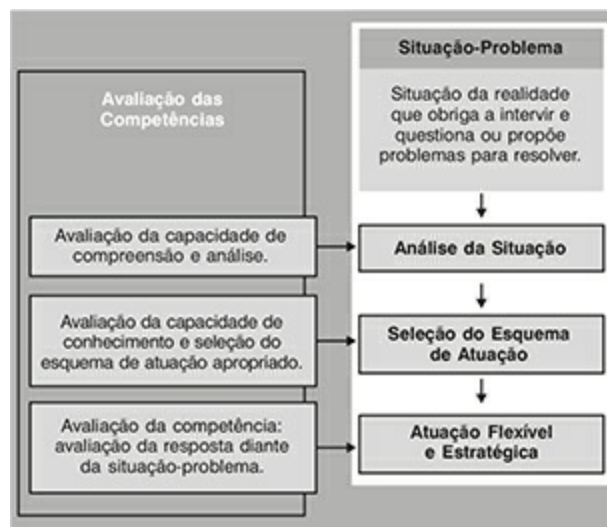 Situação-Problema
Situação da realidade
que obriga a intervir e
questiona ou propõe
problemas para resolver.
Avaliação das
Competências
Avaliação da capacidade de
compreensão e análise.
Análise da Situação
Avaliação da capacidade de
conhecimento e seleção do
esquema de atuação apropriado.
Seleção do Esquema
de Atuação
Avaliação da competência:
avaliação da resposta diante
da situação-problema.
Atuação Flexível
e Estratégica